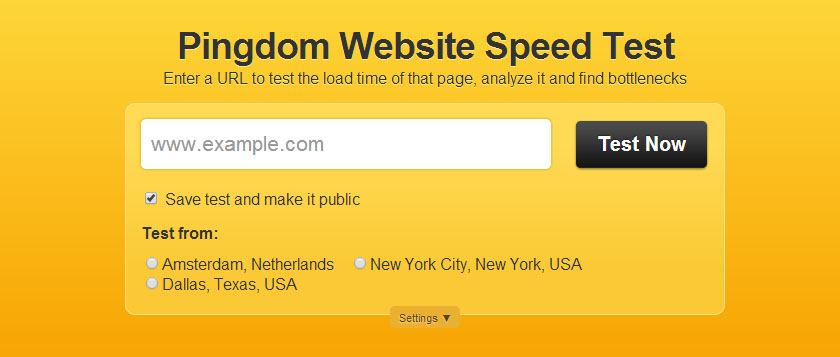 Pingdom Website Speed Test
Enter a URL to test the load time of that page, analyze it and find bottlenecks
www.example.com
Test Now
Save test and make it public
Test from:
Amsterdam, Netherlands New York City, New York, USA
Dallas, Texas, USA
Settings ▼